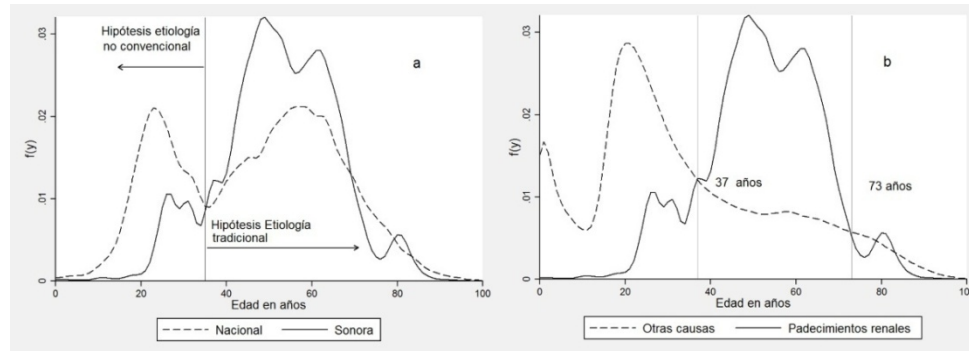 Hipótesis etiología
no convencional
a
Hipótesis Etiología
tradicional
f(y)
0 .01 .02 .03
0 20 40 60 80 100
Edad en años
Nacional Sonora
b
37 años
73 años
f(y)
0 .01 .02 .03
0 20 40 60 80 100
Edad en años
Otras causas Padecimientos renales